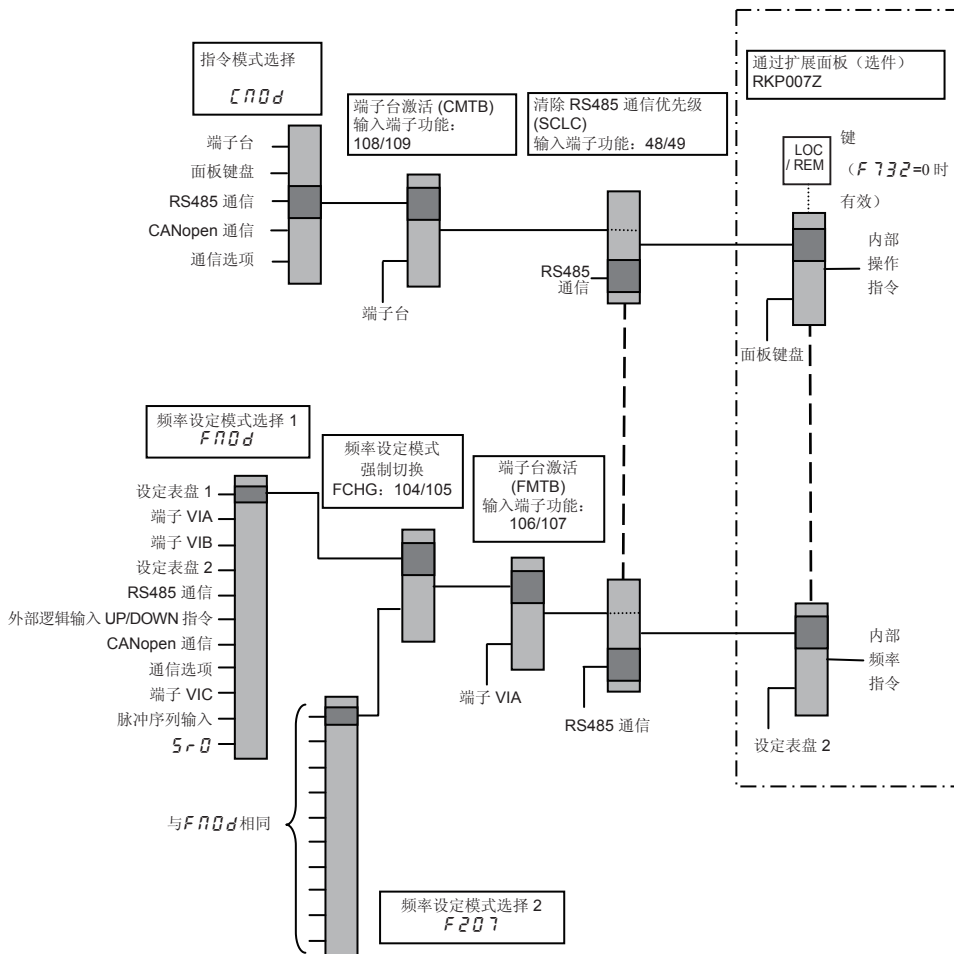 指令模式选择
CMOd
端子台
面板键盘
RS485 通信
CANopen 通信
通信选项
端子台激活 (CMTB)
输入端子功能：
108/109
端子台
清除 RS485 通信优先级
(SCLC)
输入端子功能：48/49
RS485
通信
通过扩展面板（选件）
RKP007Z
LOC
/ REM
键
（F732=0 时
有效）
内部
操作
指令
面板键盘
频率设定模式选择 1
FMOd
设定表盘 1
端子 VIA
端子 VIB
设定表盘 2
RS485 通信
外部逻辑输入 UP/DOWN 指令
CANopen 通信
通信选项
端子 VIC
脉冲序列输入
SrO
频率设定模式
强制切换
FCHG：104/105
端子台激活
(FMTB)
输入端子功能：
106/107
端子 VIA
RS485 通信
内部
频率
指令
设定表盘 2
与FMOd相同
频率设定模式选择 2
F207